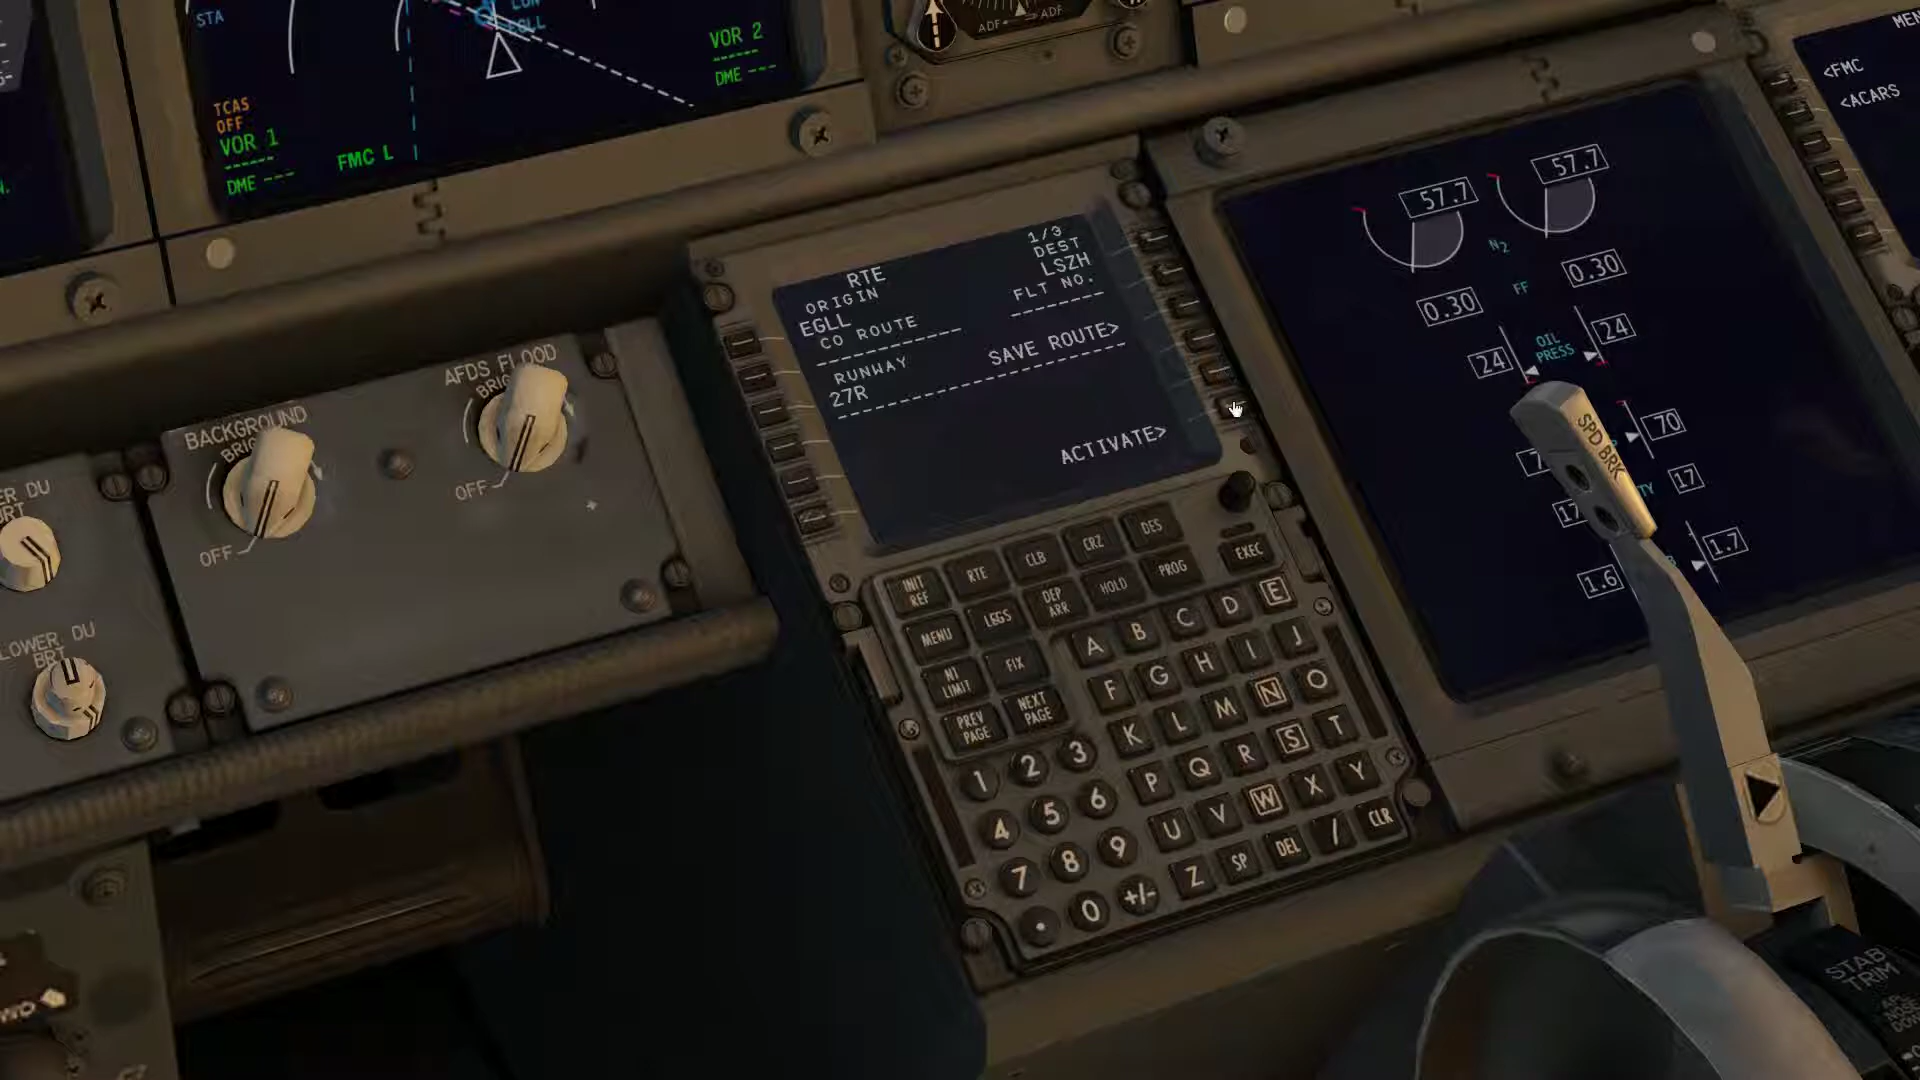 STA
VOR 2
DME ---
TCAS
OFF
VOR 1
DME ---
FMC L
ADF
ADF
<FMC
<ACARS
RTE
1/3
ORIGIN
DEST
EGLL
LSZH
CO ROUTE
FLT NO.
RUNWAY
SAVE ROUTE>
27R
ACTIVATE>
57.7
57.7
N2
0.30
FF
0.30
24
OIL
PRESS
24
70
17
1.7
1.6
SPD BRK
BACKGROUND
OFF
AFDS FLOOD
OFF
LOWER DU
BRT
INIT
REF
RTE
CLB
CRZ
DES
MENU
LEGS
DEP
ARR
HOLD
PROG
EXEC
N1
LIMIT
FIX
PREV
PAGE
NEXT
PAGE
A B C D E
F G H I J
K L M N O
P Q R S T
U V W X Y
Z SP DEL / CLR
1 2 3
4 5 6
7 8 9
. 0 +/-
STAB
TRIM